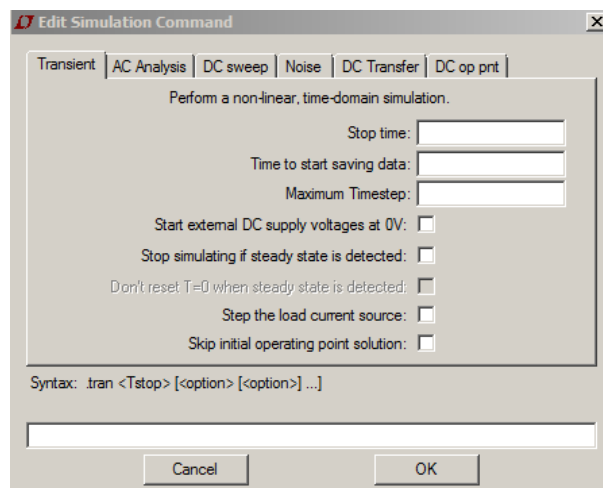 Edit Simulation Command
Transient AC Analysis DC sweep Noise DC Transfer DC op pnt
Perform a non-linear, time-domain simulation.
Stop time:
Time to start saving data:
Maximum Timestep:
Start external DC supply voltages at 0V:
Stop simulating if steady state is detected:
Don't reset T=0 when steady state is detected:
Step the load current source:
Skip initial operating point solution:
Syntax: .tran <Tstop> [<option> [<option>] ...]
Cancel OK